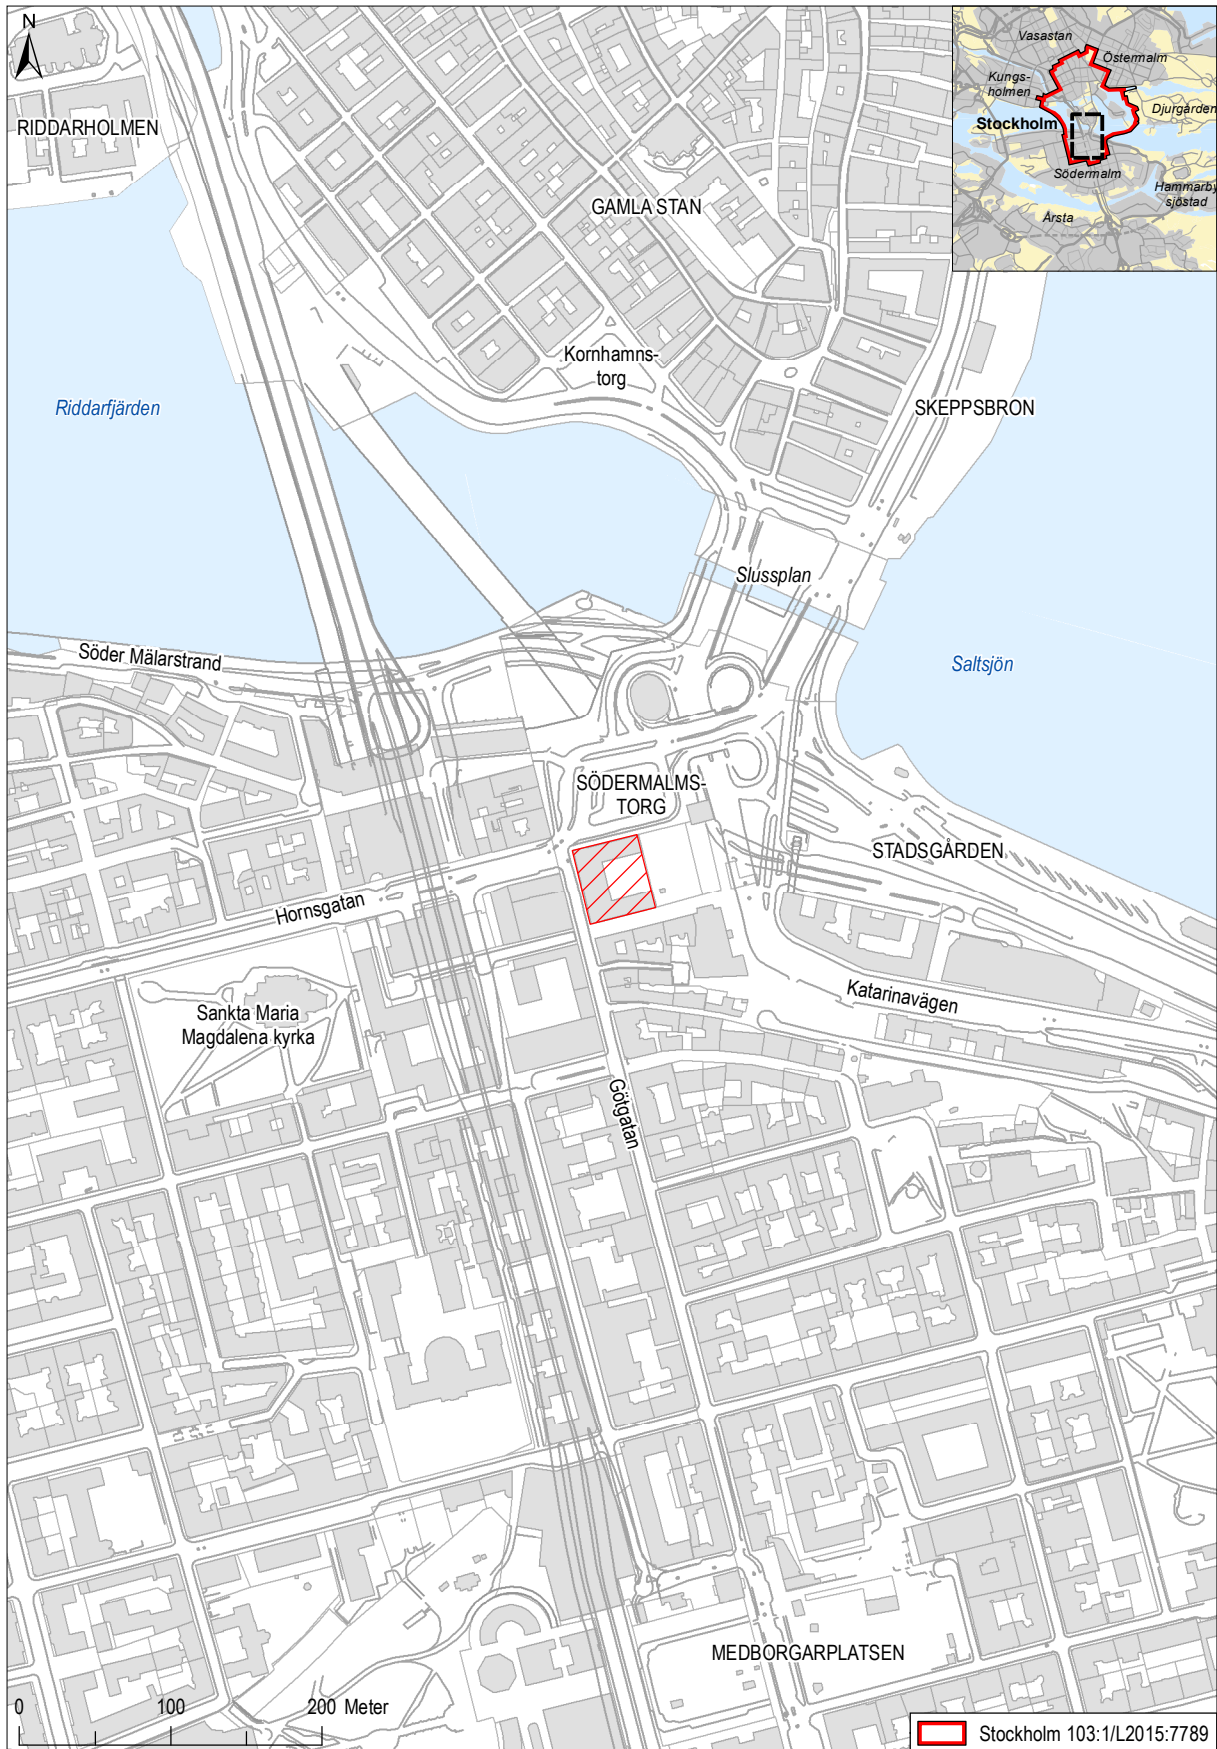 N
RIDDARHOLMEN
Vasastan
Östermalm
Kungs-
holmen
Djurgården
Stockholm
Södermalm
Hammarby
sjöstad
Årsta
GAMLA STAN
Kornhamns-
torg
Riddarfjärden
SKEPPSBRON
Slussplan
Söder Mälarstrand
Saltsjön
SÖDERMALMS-
TORG
STADSGÅRDEN
Hornsgatan
Katarinavägen
Sankta Maria
Magdalena kyrka
Götgatan
MEDBORGARPLATSEN
0 100 200 Meter
Stockholm 103:1/L2015:7789